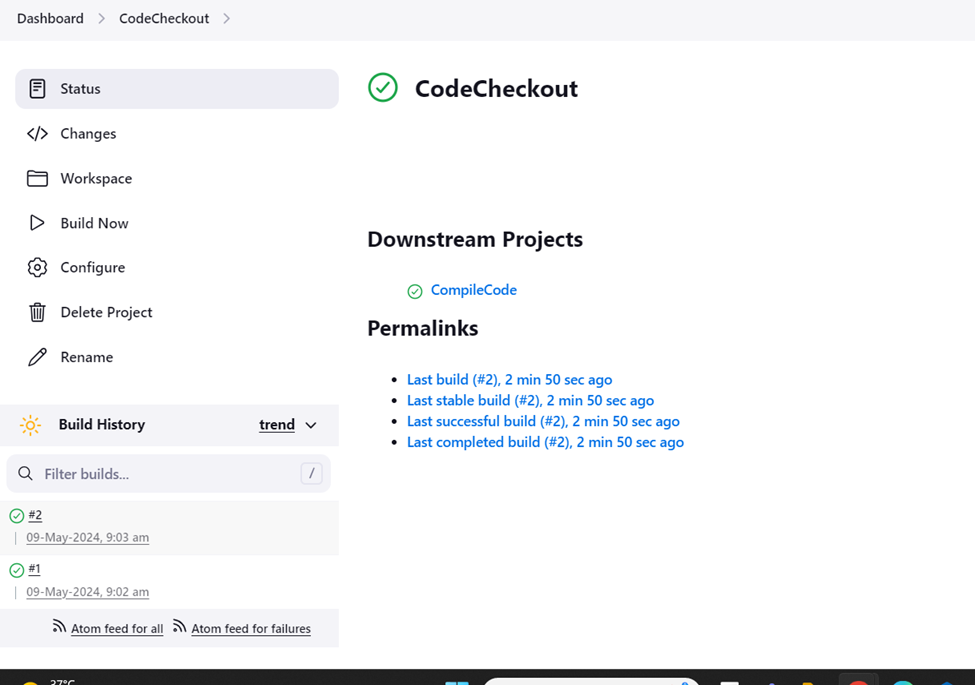 Dashboard
CodeCheckout
Status
Changes
Workspace
Build Now
Configure
Delete Project
Rename
Build History
trend
Filter builds...
/
#2
09-May-2024, 9:03 am
#1
09-May-2024, 9:02 am
Atom feed for all
Atom feed for failures
CodeCheckout
Downstream Projects
CompileCode
Permalinks
Last build (#2), 2 min 50 sec ago
Last stable build (#2), 2 min 50 sec ago
Last successful build (#2), 2 min 50 sec ago
Last completed build (#2), 2 min 50 sec ago
37°C